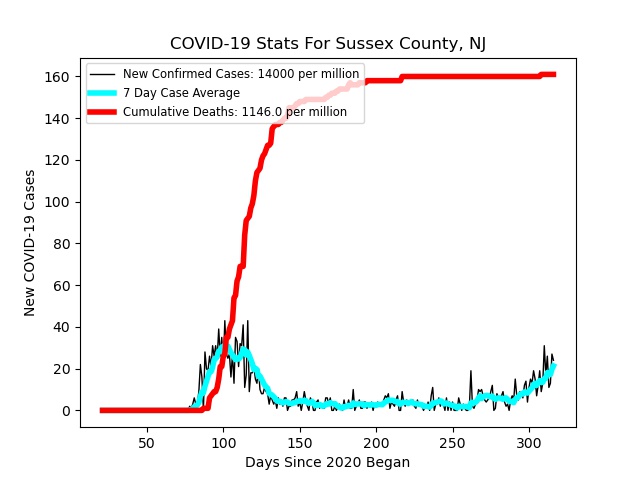 COVID-19 Stats For Sussex County, NJ
New Confirmed Cases: 14000 per million
7 Day Case Average
Cumulative Deaths: 1146.0 per million
New COVID-19 Cases
160
140
120
100
80
60
40
20
0
50 100 150 200 250 300
Days Since 2020 Began